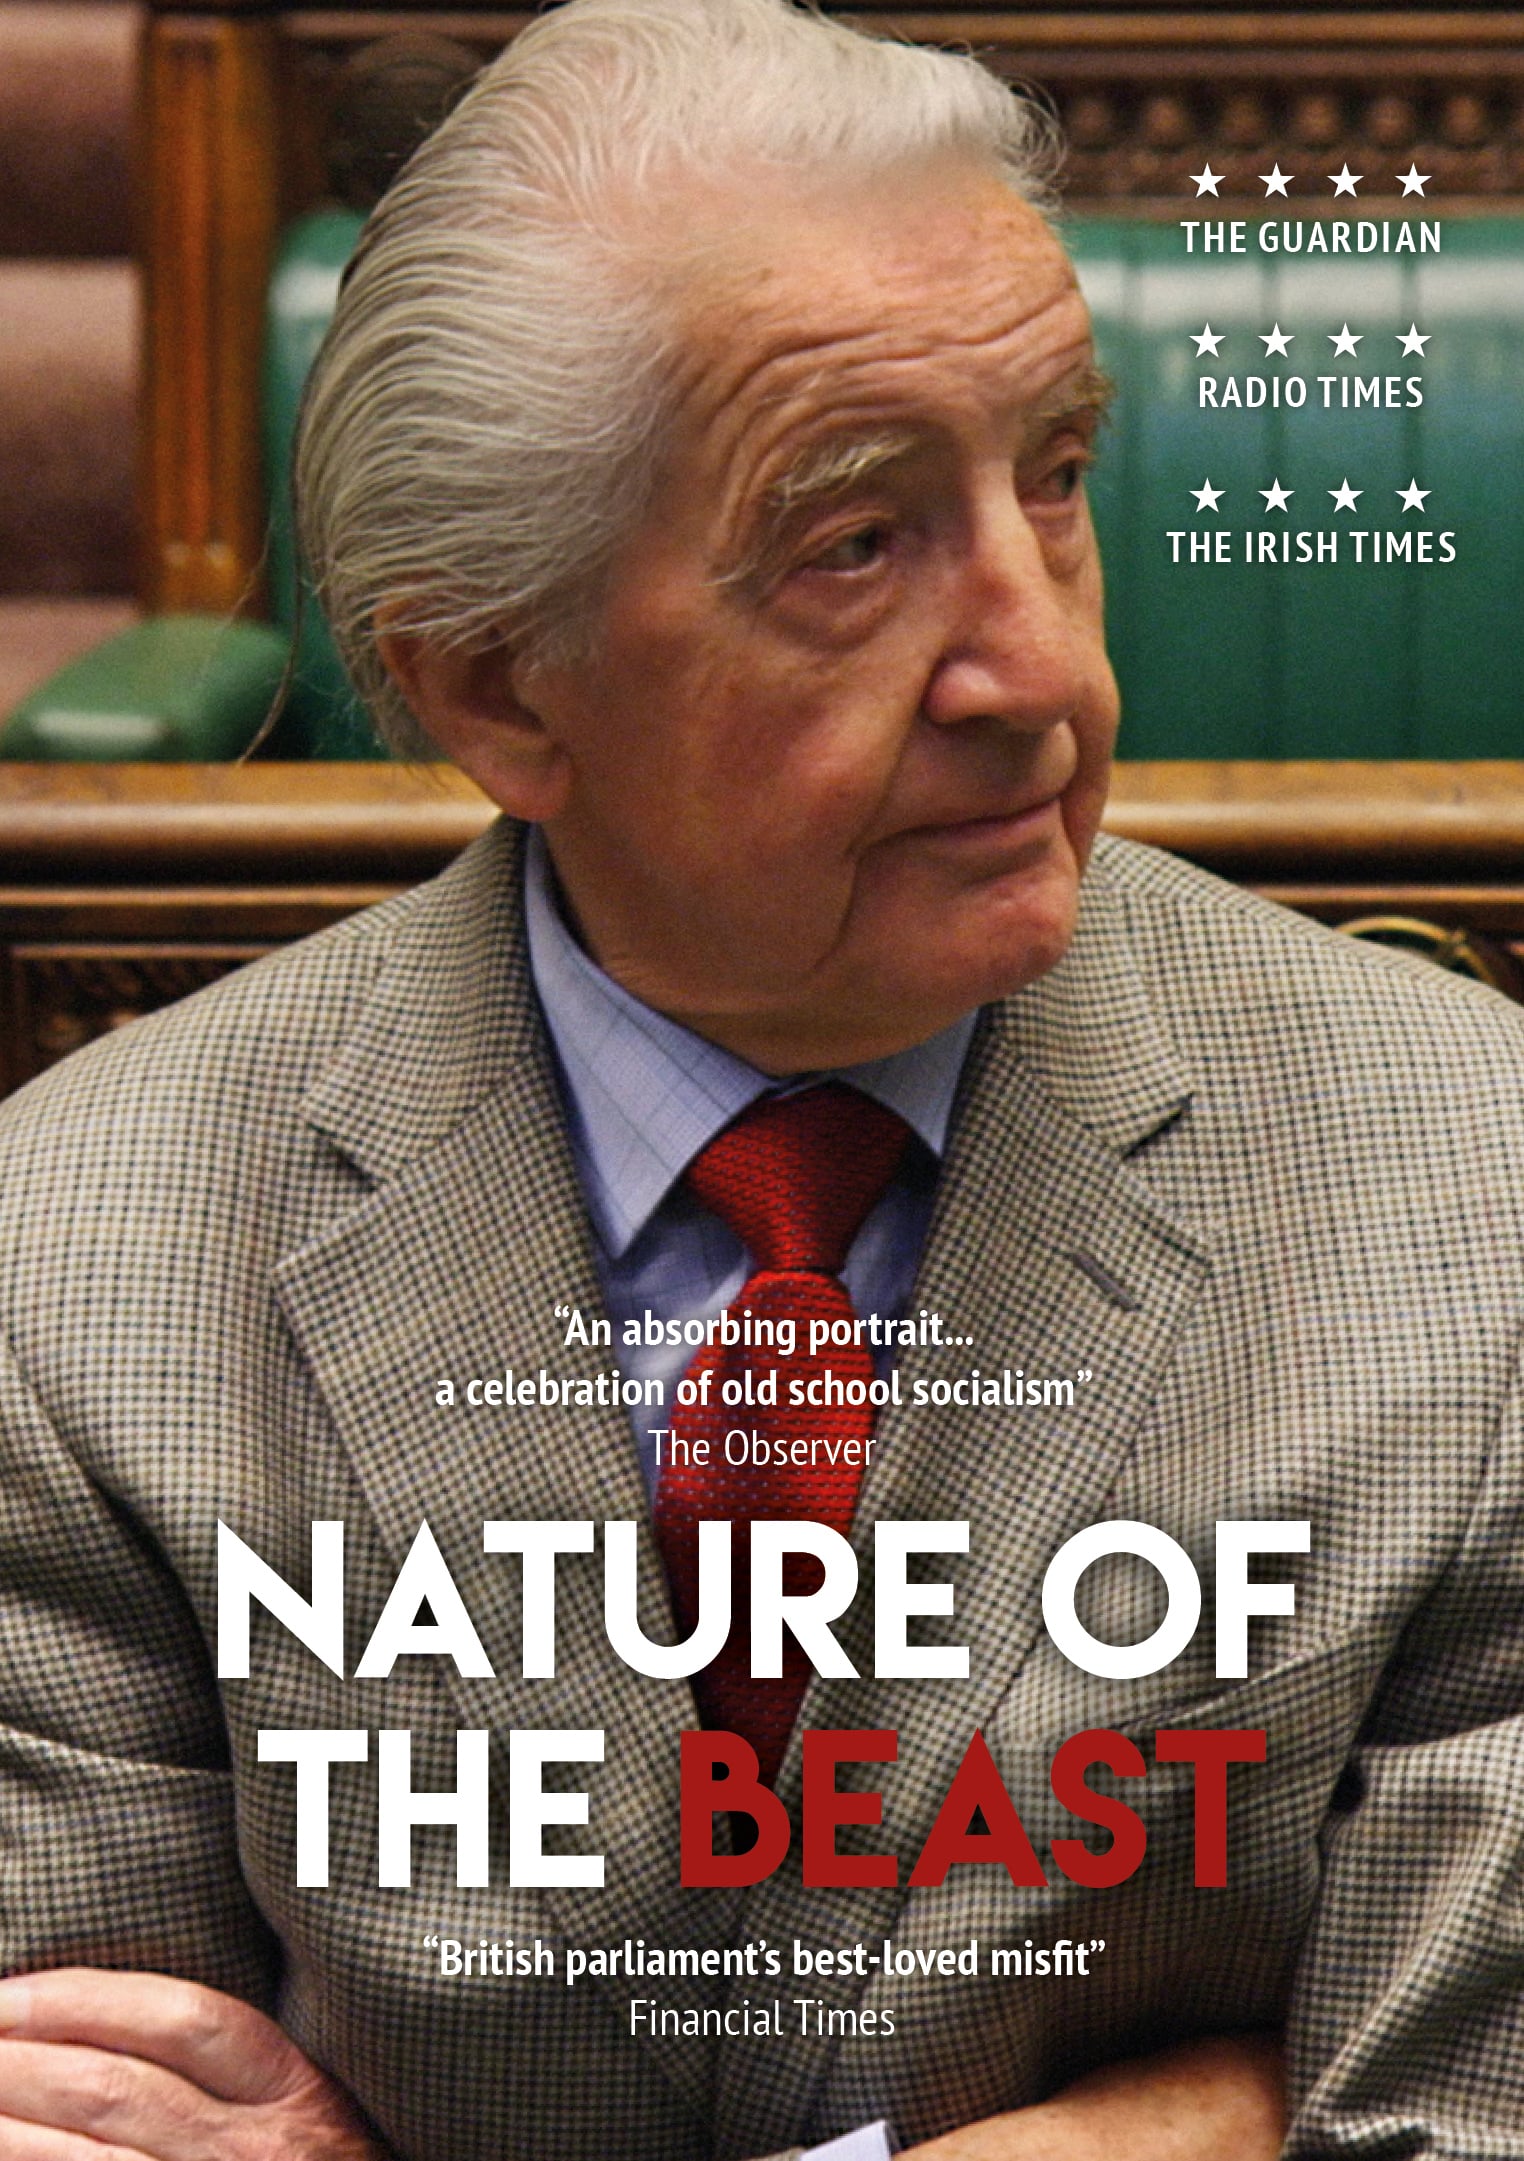 ★ ★ ★ ★
THE GUARDIAN
★ ★ ★ ★
RADIO TIMES
★ ★ ★ ★
THE IRISH TIMES
“An absorbing portrait...
a celebration of old school socialism”
The Observer
NATURE OF
THE BEAST
“British parliament’s best-loved misfit”
Financial Times